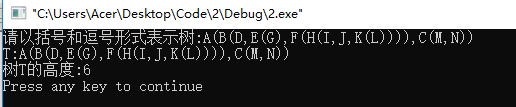 "C:\Users\Acer\Desktop\Code\2\Debug\2.exe"
请以括号和逗号形式表示树:A(B(D,E(G),F(H(I,J,K(L)))),C(M,N))
T:A(B(D,E(G),F(H(I,J,K(L)))),C(M,N))
树T的高度:6
Press any key to continue